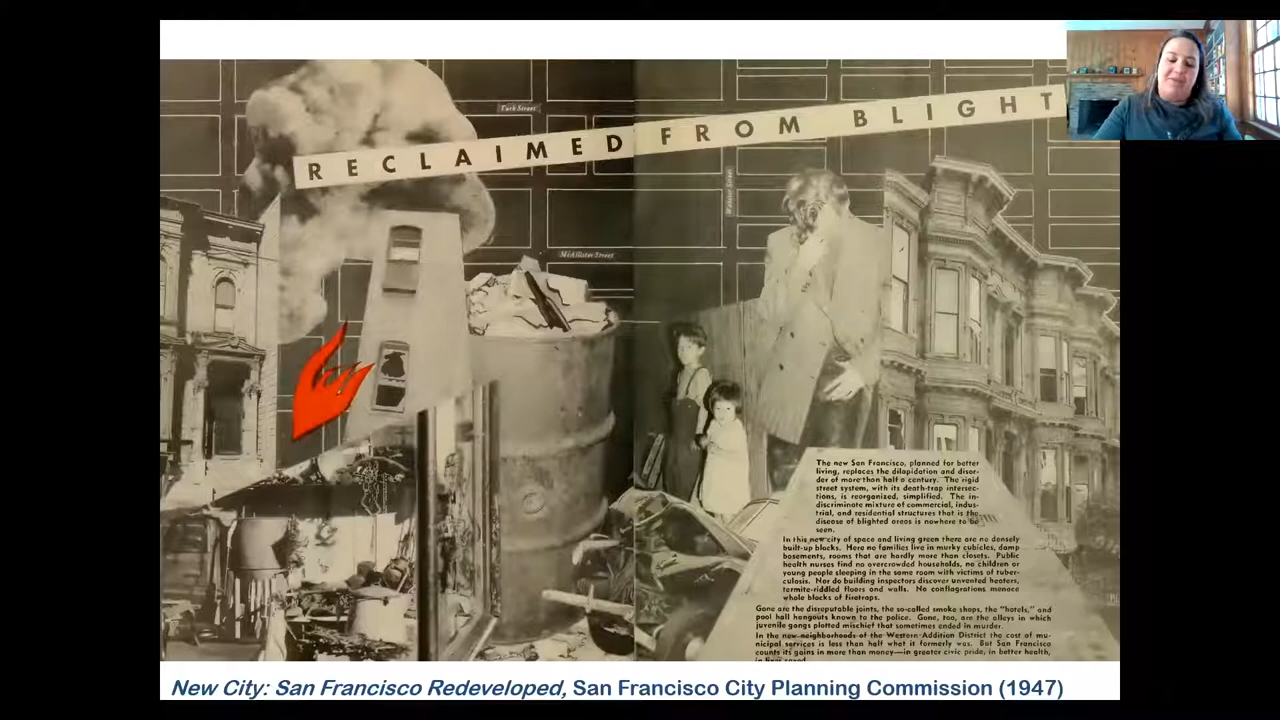 Turk Street
RECLAIMED FROM BLIGHT
Webster Street
McAllister Street
The new San Francisco, planned for better
living, replaces the dilapidation and disor-
der of more than half a century. The rigid
street system, with its death-trap intersec-
tions, is reorganized, simplified. The in-
discriminate mixture of commercial, indus-
trial, and residential structures that is the
disease of blighted areas is nowhere to be
seen.
In this new city of space and living green there are no densely
built-up blocks. Here no families live in murky cubicles, damp
basements, rooms that are hardly more than closets. Public
health nurses find no overcrowded households, no children or
young people sleeping in the same room with victims of tuber-
culosis. Nor do building inspectors discover unvented heaters,
termite-riddled floors and walls. No conflagrations menace
whole blocks of firetraps.
Gone are the disreputable joints, the so-called smoke shops, the "hotels," and
pool hall hangouts known to the police. Gone, too, are the alleys in which
juvenile gangs plotted mischief that sometimes ended in murder.
In the new neighborhoods of the Western Addition District the cost of mu-
nicipal services is less than half what it formerly was. But San Francisco
counts its gains in more than money—in greater civic pride, in better health,
in lives saved.
New City: San Francisco Redeveloped, San Francisco City Planning Commission (1947)